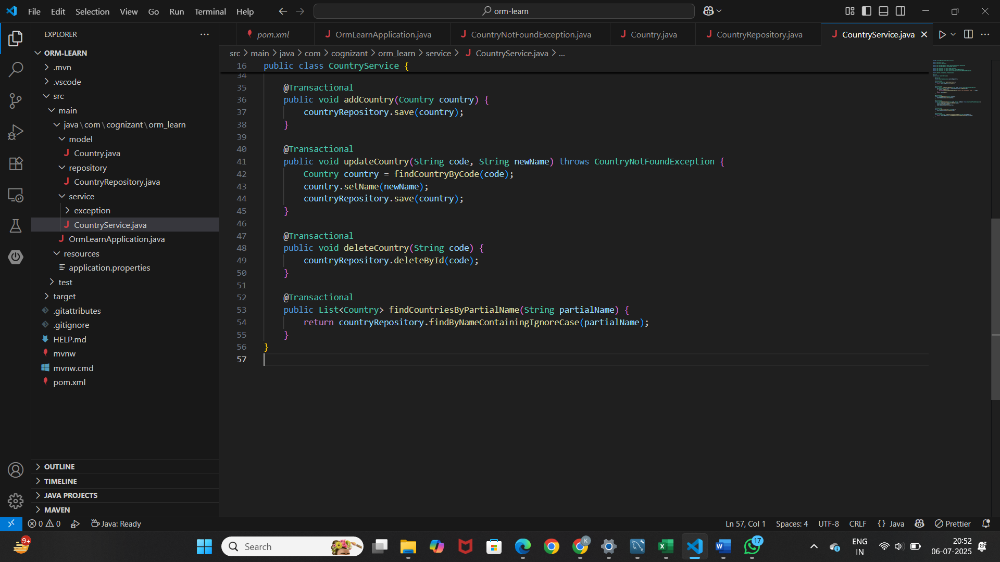 File Edit Selection View Go Run Terminal Help
orm-learn
EXPLORER
ORM-LEARN
.mvn
.vscode
src
main
java\com\cognizant\orm_learn
model
Country.java
repository
CountryRepository.java
service
exception
CountryService.java
OrmLearnApplication.java
resources
application.properties
test
target
.gitattributes
.gitignore
HELP.md
mvnw
mvnw.cmd
pom.xml
OUTLINE
TIMELINE
JAVA PROJECTS
MAVEN
pom.xml OrmLearnApplication.java CountryNotFoundException.java Country.java CountryRepository.java CountryService.java
src > main > java > com > cognizant > orm_learn > service > CountryService.java > ...
16 public class CountryService {
34
35 @Transactional
36 public void addCountry(Country country) {
37 countryRepository.save(country);
38 }
39
40 @Transactional
41 public void updateCountry(String code, String newName) throws CountryNotFoundException {
42 Country country = findCountryByCode(code);
43 country.setName(newName);
44 countryRepository.save(country);
45 }
46
47 @Transactional
48 public void deleteCountry(String code) {
49 countryRepository.deleteById(code);
50 }
51
52 @Transactional
53 public List<Country> findCountriesByPartialName(String partialName) {
54 return countryRepository.findByNameContainingIgnoreCase(partialName);
55 }
56 }
57
0 0 Java: Ready
Ln 57, Col 1 Spaces: 4 UTF-8 CRLF {} Java Prettier
9+
Search
K
17
ENG
IN
20:52
06-07-2025